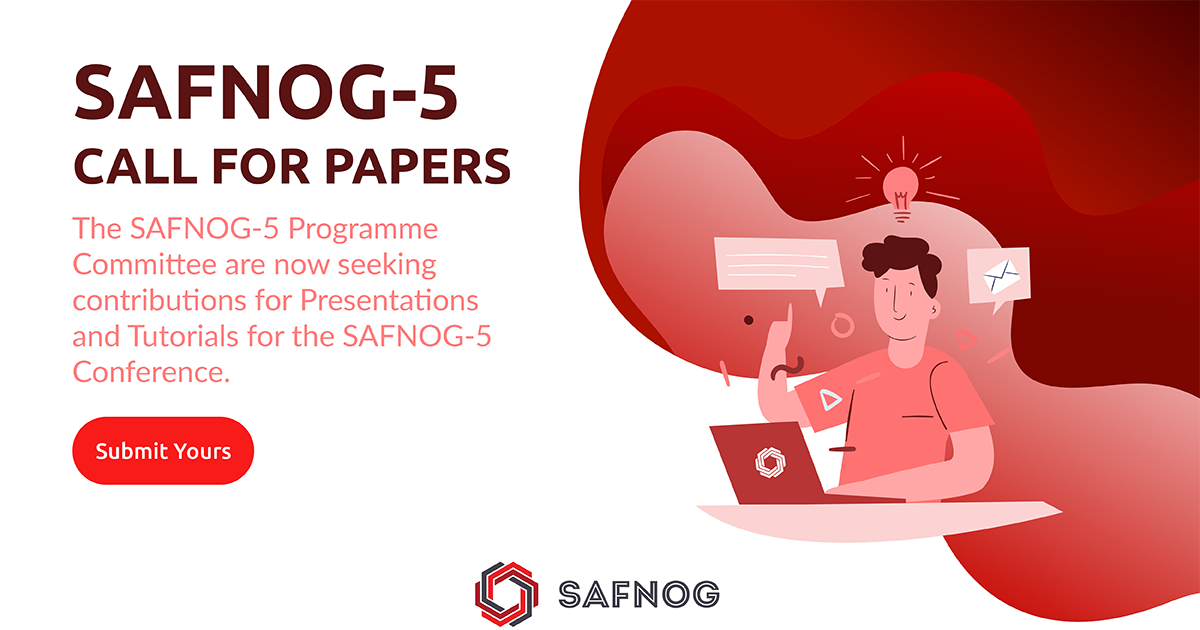 SAFNOG-5
CALL FOR PAPERS
The SAFNOG-5 Programme
Committee are now seeking
contributions for Presentations
and Tutorials for the SAFNOG-5
Conference.
Submit Yours
SAFNOG